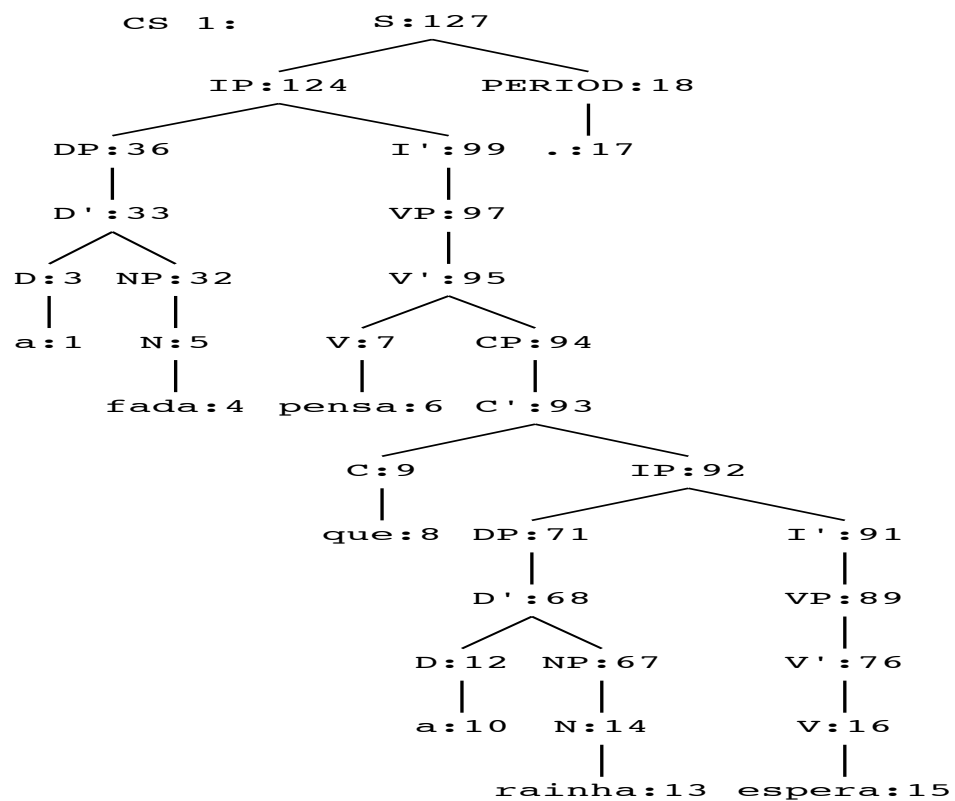 CS 1: S:127
IP:124 PERIOD:18
DP:36 I':99 .:17
D':33 VP:97
D:3 NP:32 V':95
a:1 N:5 V:7 CP:94
fada:4 pensa:6 C':93
C:9 IP:92
que:8 DP:71 I':91
D':68 VP:89
D:12 NP:67 V':76
a:10 N:14 V:16
rainha:13 espera:15